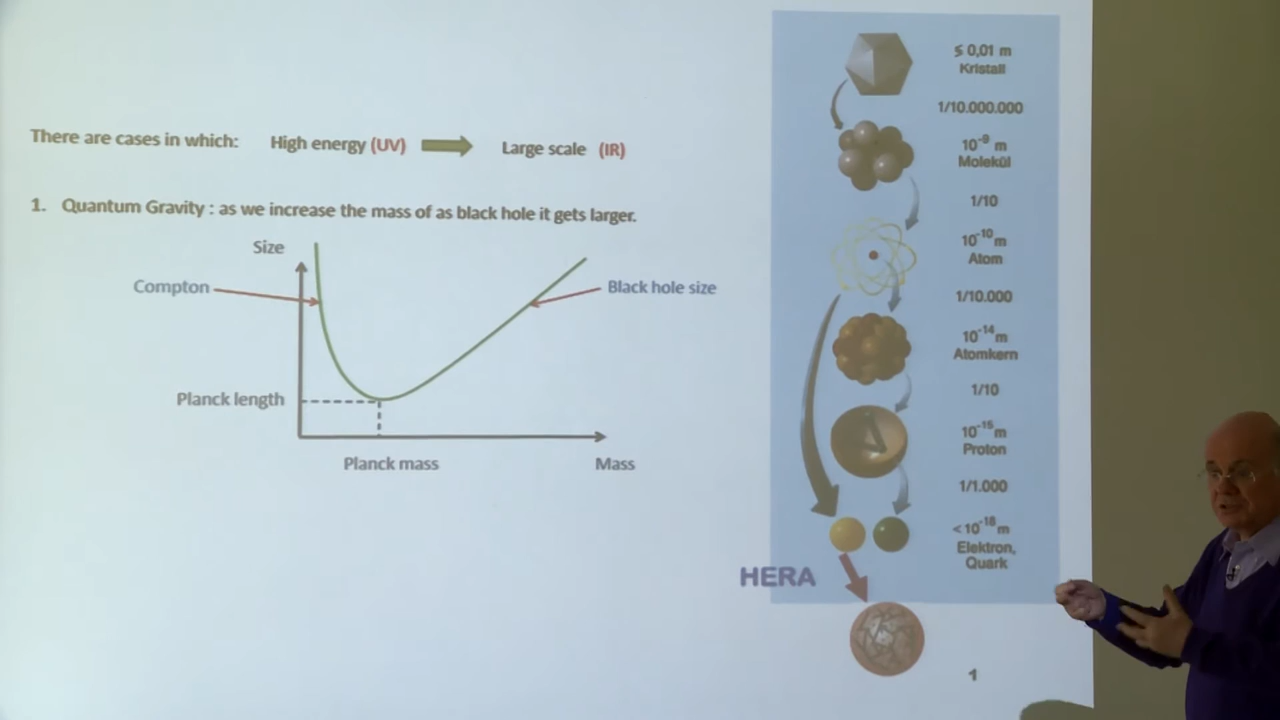 There are cases in which: High energy (UV) Large scale (IR)
1. Quantum Gravity : as we increase the mass of as black hole it gets larger.
Size
Compton
Black hole size
Planck length
Planck mass
Mass
≤ 0,01 m
Kristall
1/10.000.000
10⁻⁹ m
Molekül
1/10
10⁻¹⁰ m
Atom
1/10.000
10⁻¹⁴ m
Atomkern
1/10
10⁻¹⁵ m
Proton
1/1.000
<10⁻¹⁸ m
Elektron,
Quark
HERA
1